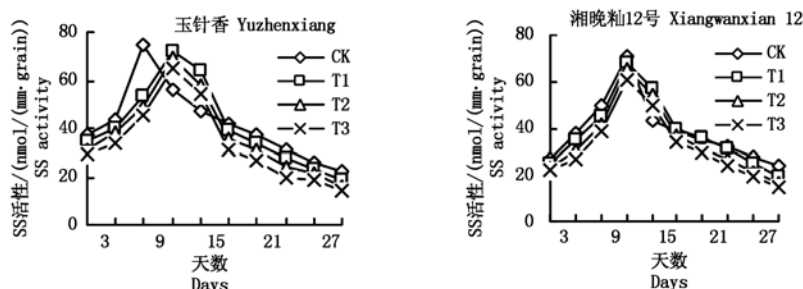 玉针香 Yuzhenxiang
SS活性/(nmol/(mm·grain))
SS activity
80
60
40
20
0
CK
T1
T2
T3
3
9
15
21
27
天数
Days
湘晚籼12号 Xiangwanxian 12
SS活性/(nmol/(mm·grain))
SS activity
80
60
40
20
0
CK
T1
T2
T3
3
9
15
21
27
天数
Days